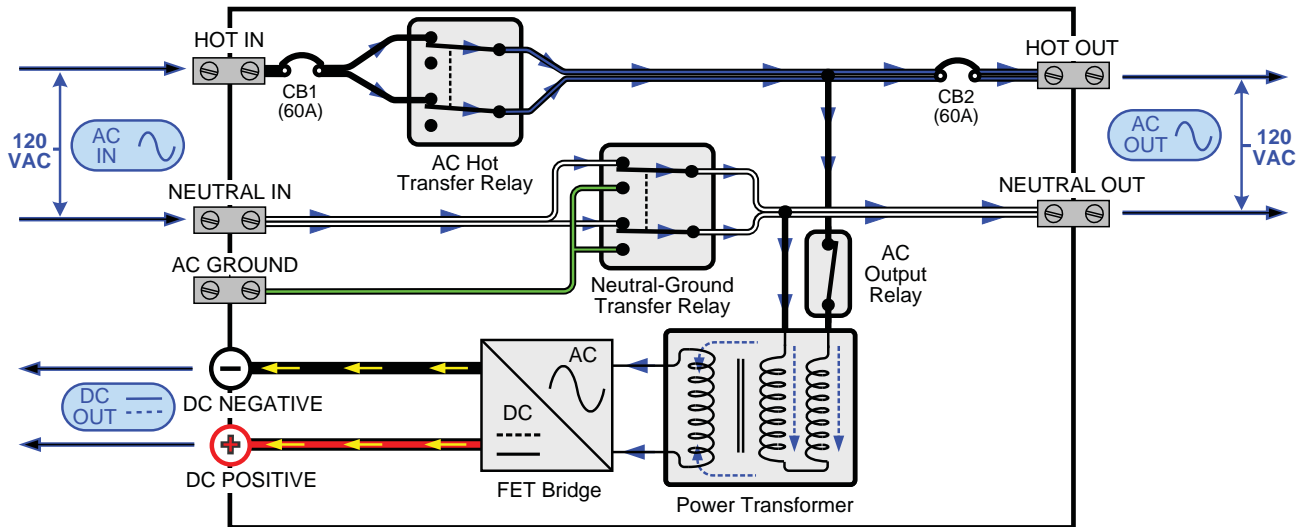 HOT IN
CB1
(60A)
AC Hot
Transfer Relay
HOT OUT
CB2
(60A)
120
VAC
AC
IN
AC
OUT
120
VAC
NEUTRAL IN
NEUTRAL OUT
AC GROUND
Neutral-Ground
Transfer Relay
AC
Output
Relay
DC NEGATIVE
DC
OUT
DC POSITIVE
AC
DC
FET Bridge
Power Transformer